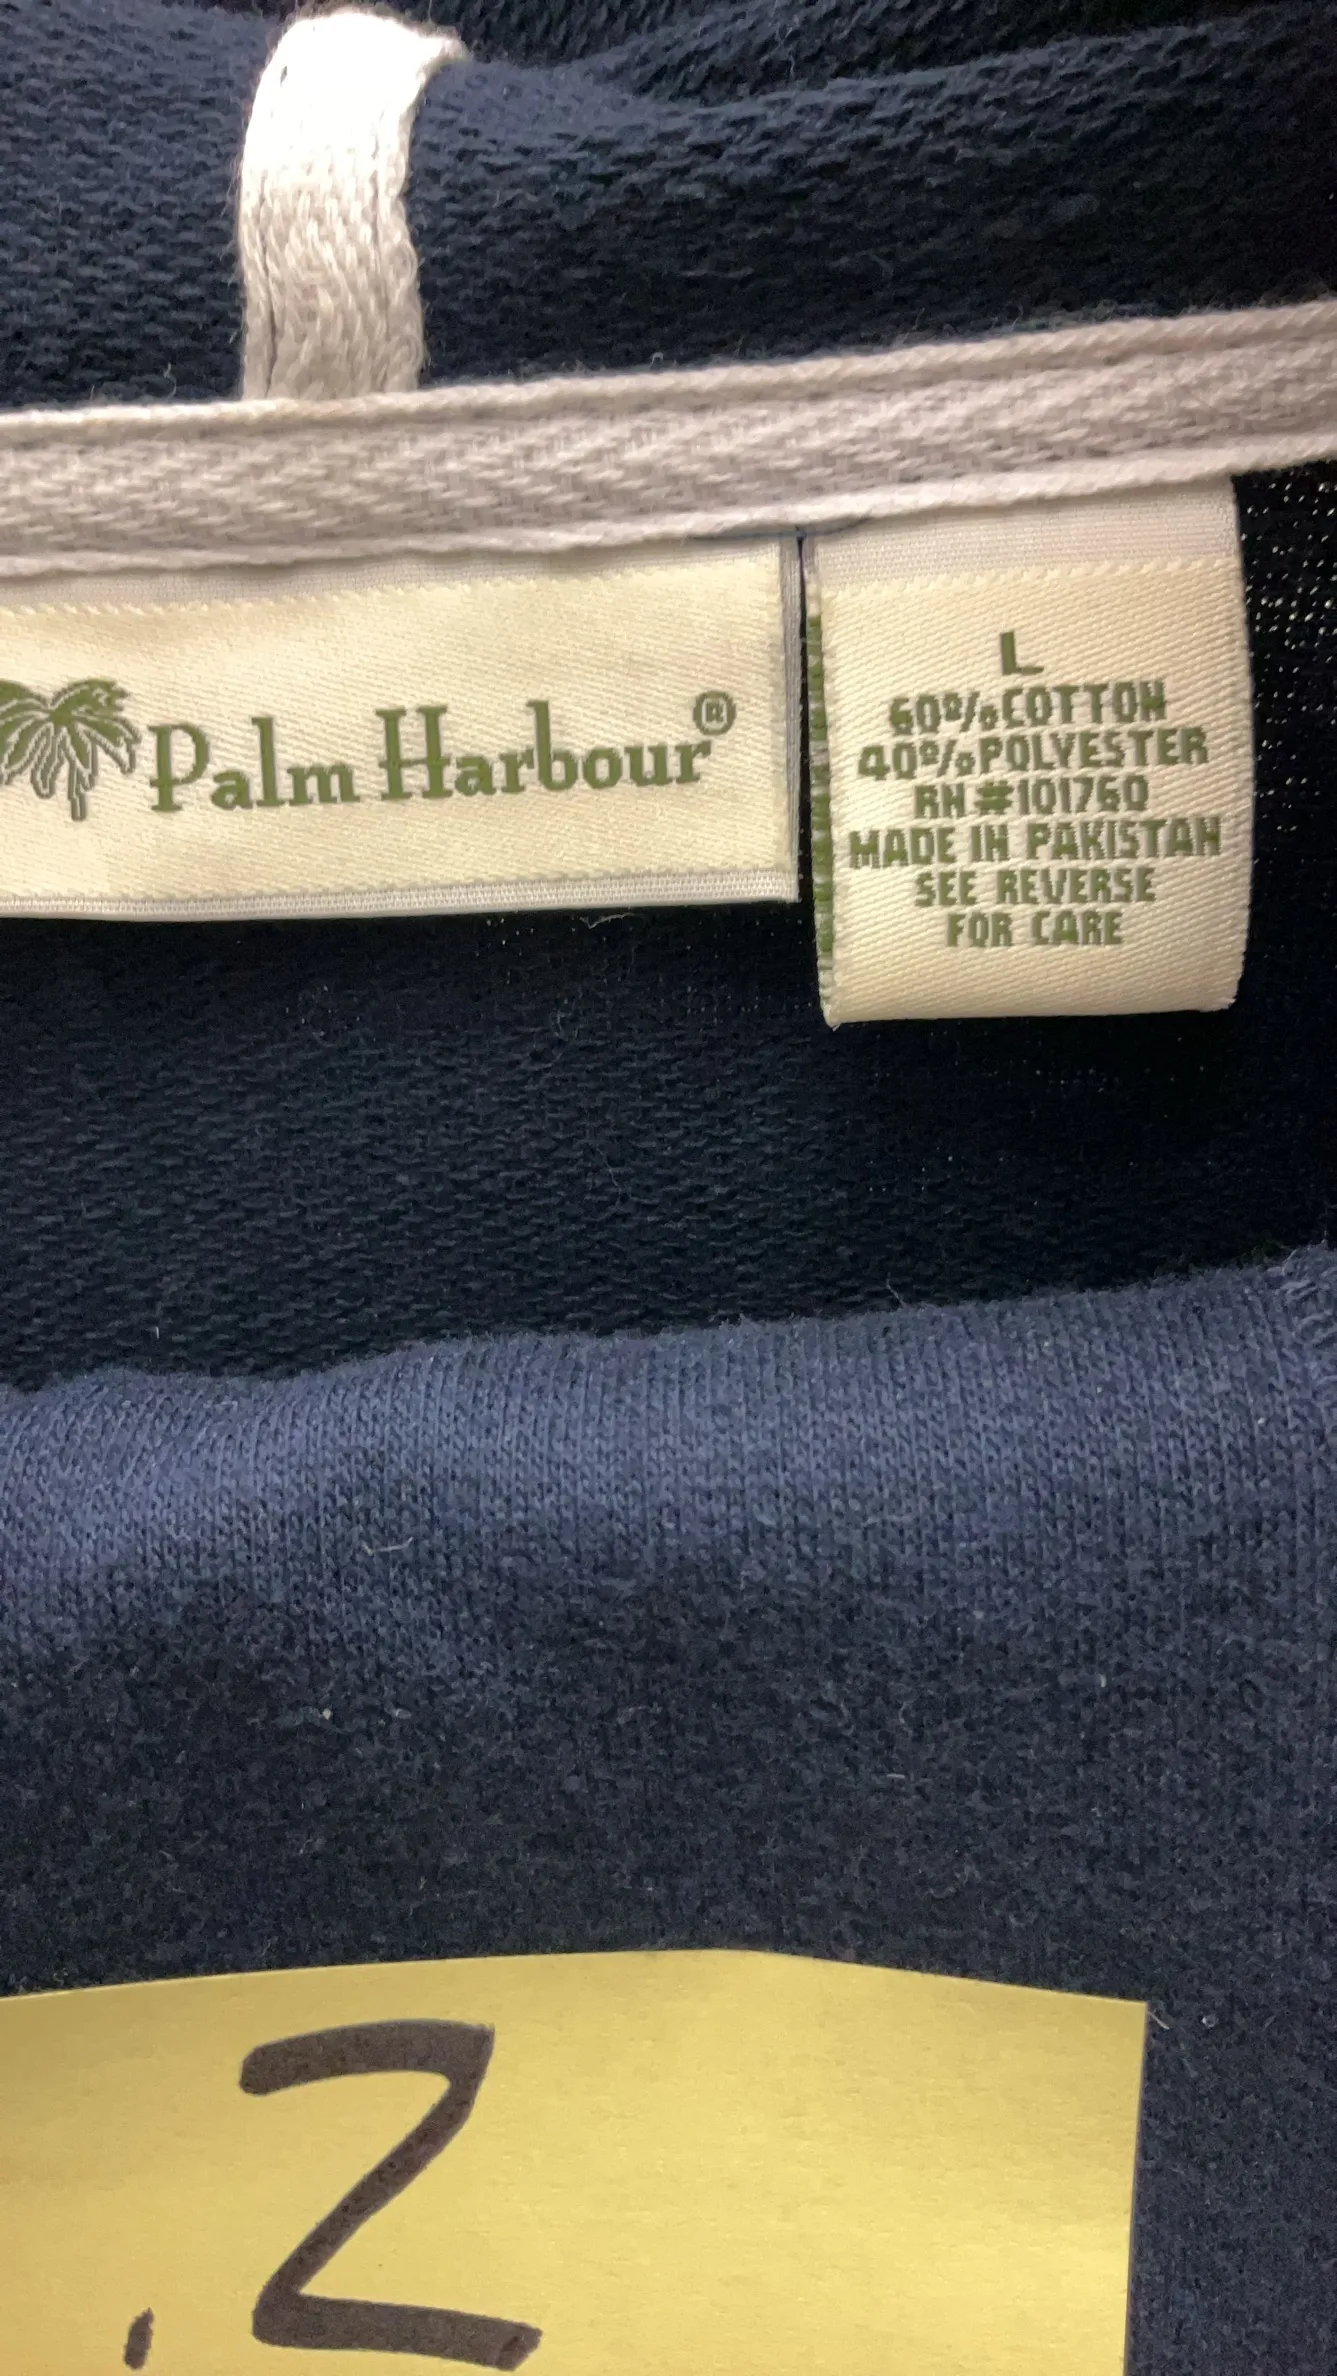 Palm Harbour®
L
60% COTTON
40% POLYESTER
RN #101760
MADE IN PAKISTAN
SEE REVERSE
FOR CARE
.2